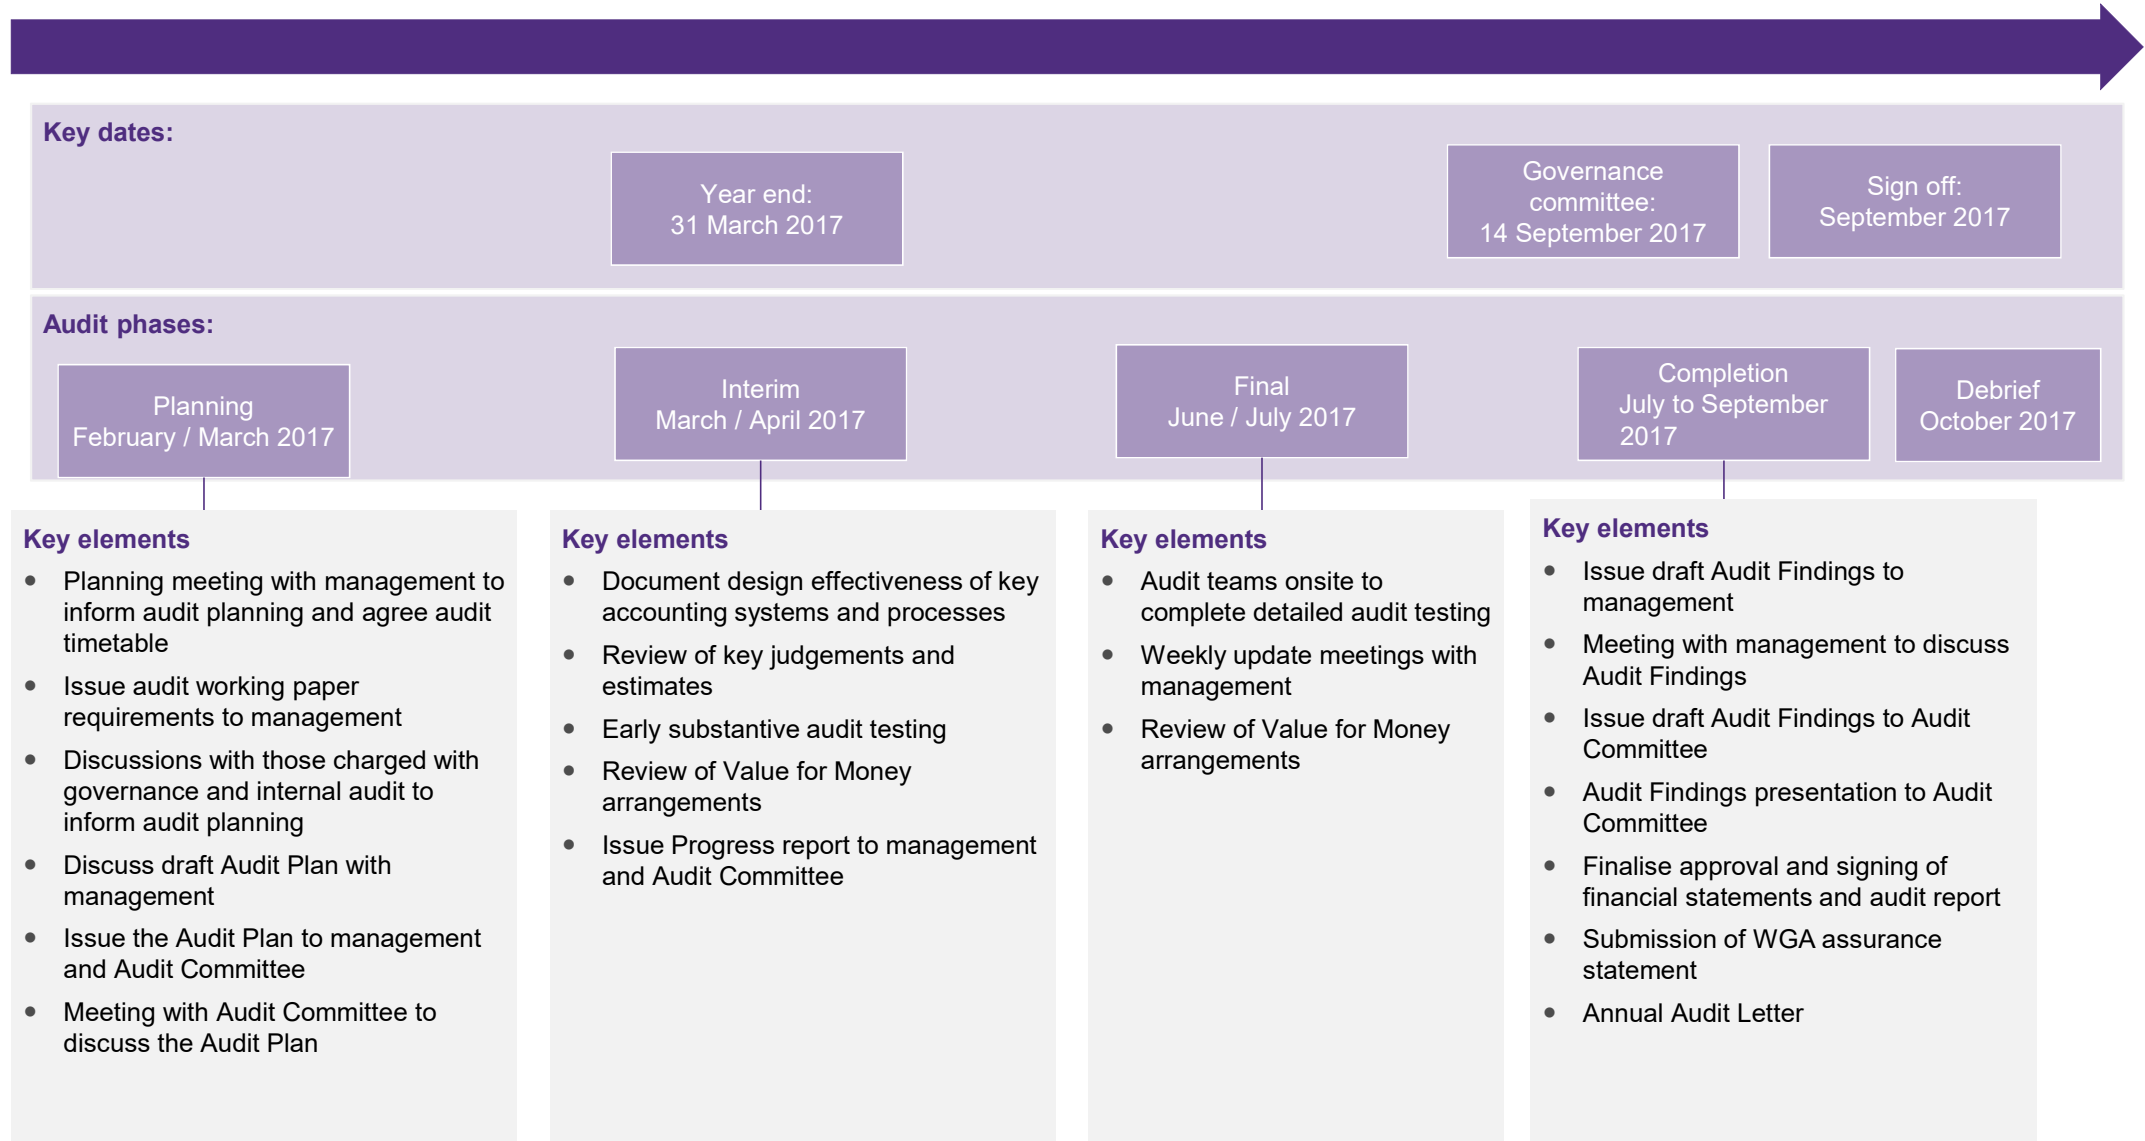 Key dates:
Year end:
31 March 2017
Governance
committee:
14 September 2017
Sign off:
September 2017
Audit phases:
Planning
February / March 2017
Interim
March / April 2017
Final
June / July 2017
Completion
July to September
2017
Debrief
October 2017
Key elements
• Planning meeting with management to
inform audit planning and agree audit
timetable
• Issue audit working paper
requirements to management
• Discussions with those charged with
governance and internal audit to
inform audit planning
• Discuss draft Audit Plan with
management
• Issue the Audit Plan to management
and Audit Committee
• Meeting with Audit Committee to
discuss the Audit Plan
Key elements
• Document design effectiveness of key
accounting systems and processes
• Review of key judgements and
estimates
• Early substantive audit testing
• Review of Value for Money
arrangements
• Issue Progress report to management
and Audit Committee
Key elements
• Audit teams onsite to
complete detailed audit testing
• Weekly update meetings with
management
• Review of Value for Money
arrangements
Key elements
• Issue draft Audit Findings to
management
• Meeting with management to discuss
Audit Findings
• Issue draft Audit Findings to Audit
Committee
• Audit Findings presentation to Audit
Committee
• Finalise approval and signing of
financial statements and audit report
• Submission of WGA assurance
statement
• Annual Audit Letter